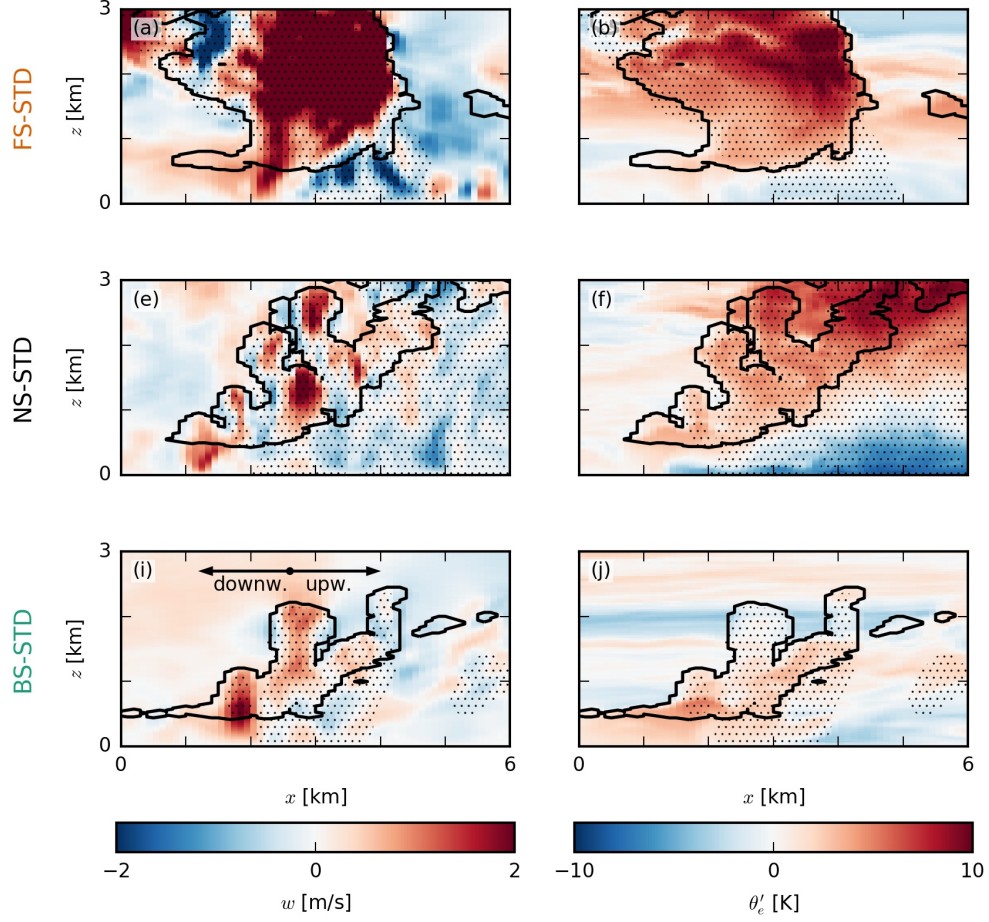 3
(a)
(b)
z [km]
FS-STD
0
3
(e)
(f)
z [km]
NS-STD
0
3
(i)
(j)
downw. upw.
z [km]
BS-STD
0
0 6 0 6
x [km] x [km]
−2 0 2 −10 0 10
w [m/s] θ′ₑ [K]